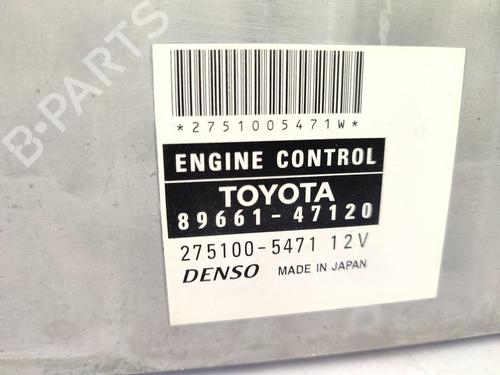 B-PARTS
*2751005471W*
ENGINE CONTROL
TOYOTA
89661-47120
275100-5471 12V
DENSO MADE IN JAPAN